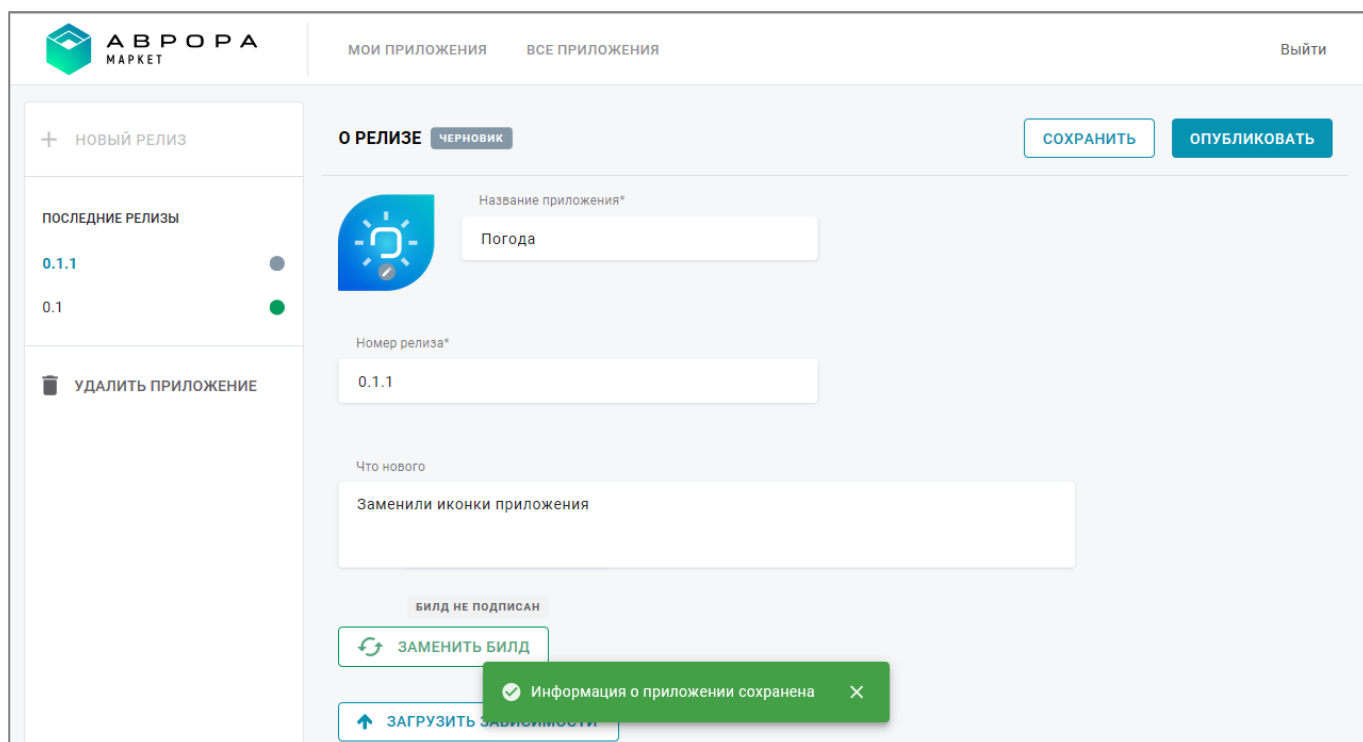 АВРОРА
МАРКЕТ
МОИ ПРИЛОЖЕНИЯ
ВСЕ ПРИЛОЖЕНИЯ
Выйти
НОВЫЙ РЕЛИЗ
О РЕЛИЗЕ
ЧЕРНОВИК
СОХРАНИТЬ
ОПУБЛИКОВАТЬ
ПОСЛЕДНИЕ РЕЛИЗЫ
0.1.1
0.1
УДАЛИТЬ ПРИЛОЖЕНИЕ
Название приложения*
Погода
Номер релиза*
0.1.1
Что нового
Заменили иконки приложения
БИЛД НЕ ПОДПИСАН
ЗАМЕНИТЬ БИЛД
Информация о приложении сохранена
ЗАГРУЗИТЬ ЗАВИСИМОСТИ